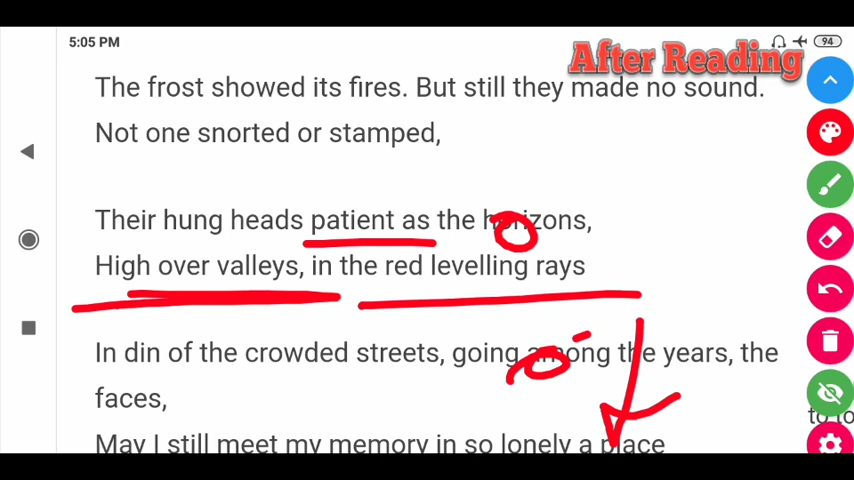 5:05 PM
94
After Reading
The frost showed its fires. But still they made no sound.
Not one snorted or stamped,
Their hung heads patient as the horizons,
High over valleys, in the red levelling rays
In din of the crowded streets, going among the years, the
faces,
May I still meet my memory in so lonely a place